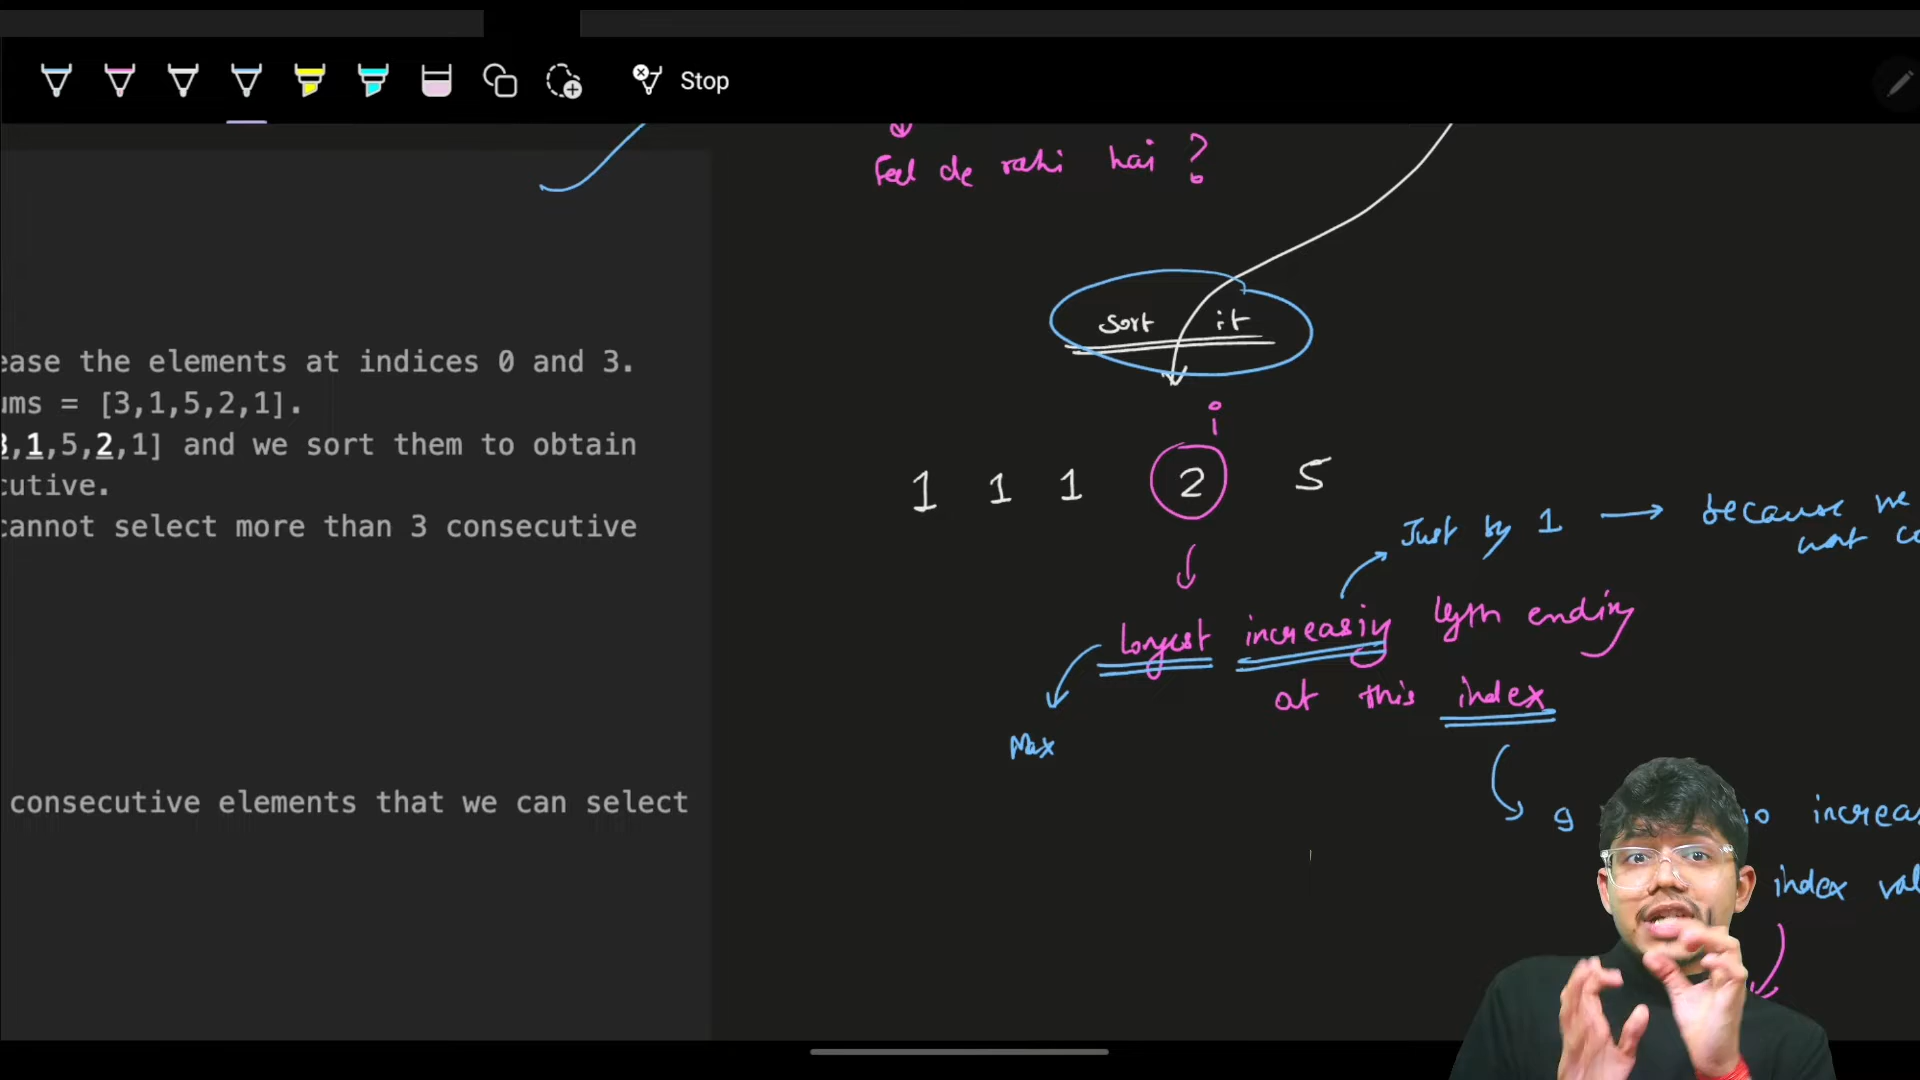 Stop
Feel de rahi hai ?
sort it
ease the elements at indices 0 and 3.
ums = [3,1,5,2,1].
i
3,1,5,2,1] and we sort them to obtain
1 1 1 2 5
cutive.
Just by 1 → because we
not co
cannot select more than 3 consecutive
Longest increasing length ending
at this index
Max
consecutive elements that we can select
increas
index val